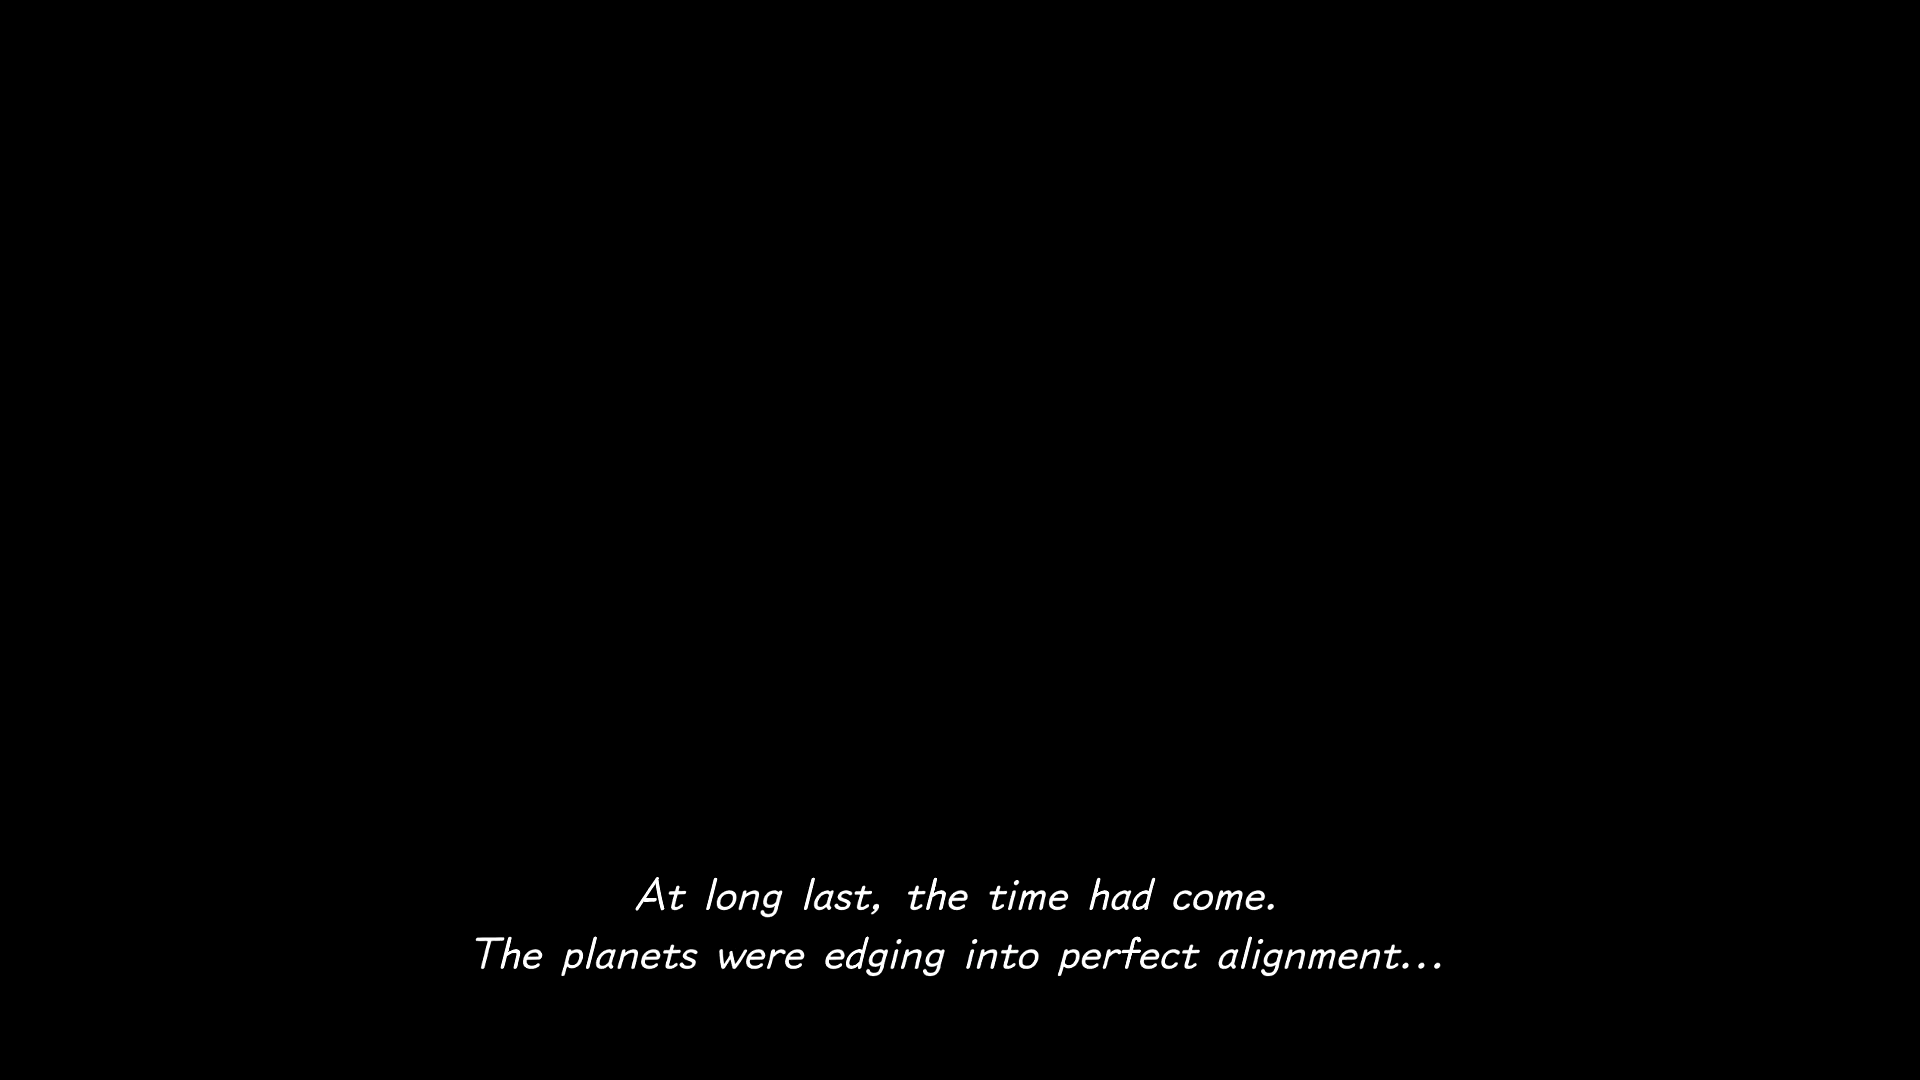 At long last, the time had come.
The planets were edging into perfect alignment...